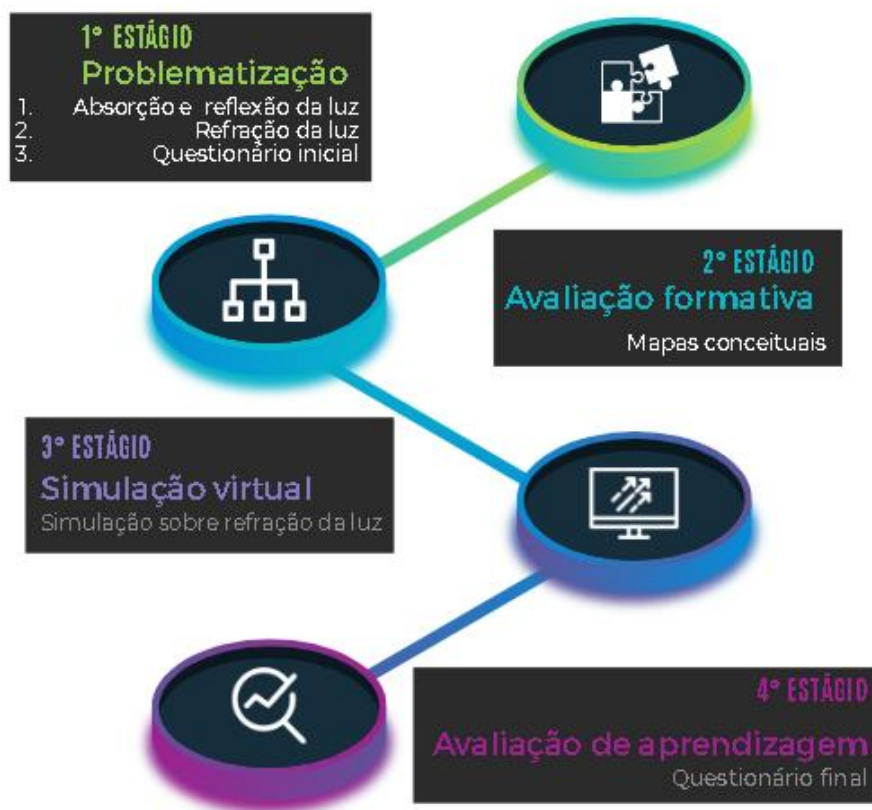 1° ESTÁGIO
Problematização
1. Absorção e reflexão da luz
2. Refração da luz
3. Questionário inicial
2° ESTÁGIO
Avaliação formativa
Mapas conceituais
3° ESTÁGIO
Simulação virtual
Simulação sobre refração da luz
4° ESTÁGIO
Avaliação de aprendizagem
Questionário final